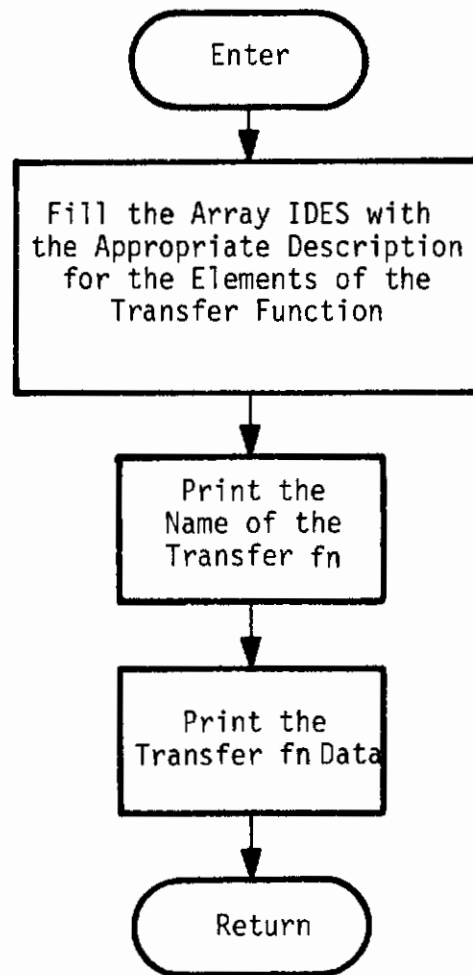 Enter
Fill the Array IDES with
the Appropriate Description
for the Elements of the
Transfer Function
Print the
Name of the
Transfer fn
Print the
Transfer fn Data
Return